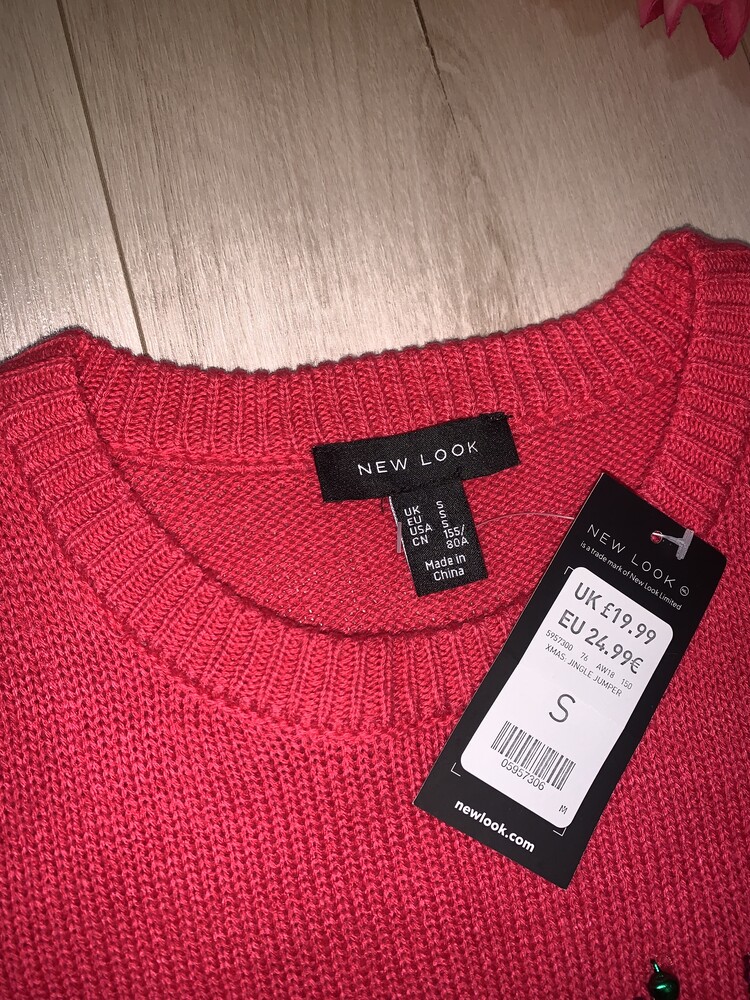 NEW LOOK
UK S
EU S
USA S
CN 155/
80A
Made in
China
NEW LOOK
is a trade mark of New Look Limited
UK £19.99
EU 24.99€
5957300 76 AW18 150
XMAS: JINGLE JUMPER
S
05957306
M
newlook.com